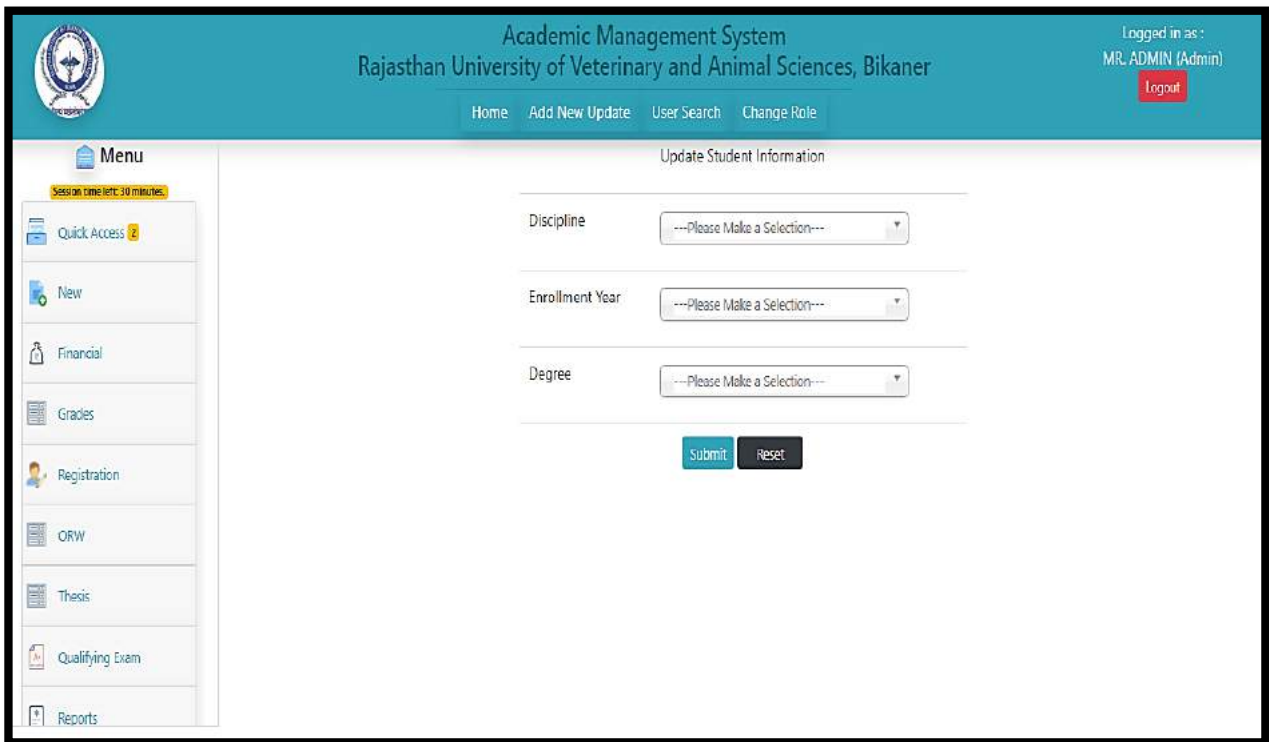 Academic Management System
Rajasthan University of Veterinary and Animal Sciences, Bikaner
Logged in as :
MR. ADMIN (Admin)
Logout
Home Add New Update User Search Change Role
Menu
Session time left: 30 minutes.
Quick Access 2
New
Financial
Grades
Registration
ORW
Thesis
Qualifying Exam
Reports
Update Student Information
Discipline ---Please Make a Selection---
Enrollment Year ---Please Make a Selection---
Degree ---Please Make a Selection---
Submit Reset